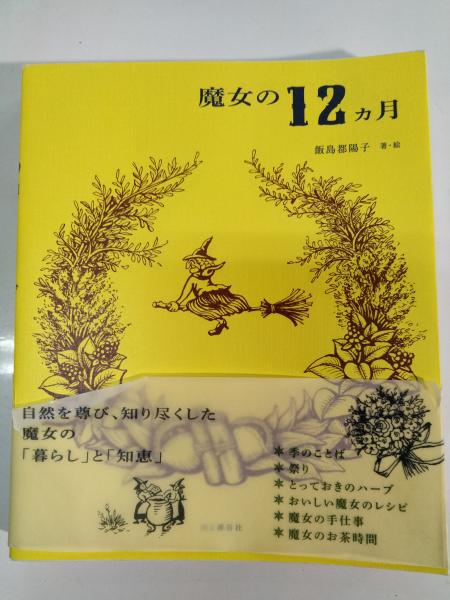 魔女の12ヵ月
飯島都陽子 著・絵
自然を尊び、知り尽くした
魔女の
「暮らし」と「知恵」
＊季のことば
＊祭り
＊とっておきのハーブ
＊おいしい魔女のレシピ
＊魔女の手仕事
＊魔女のお茶時間